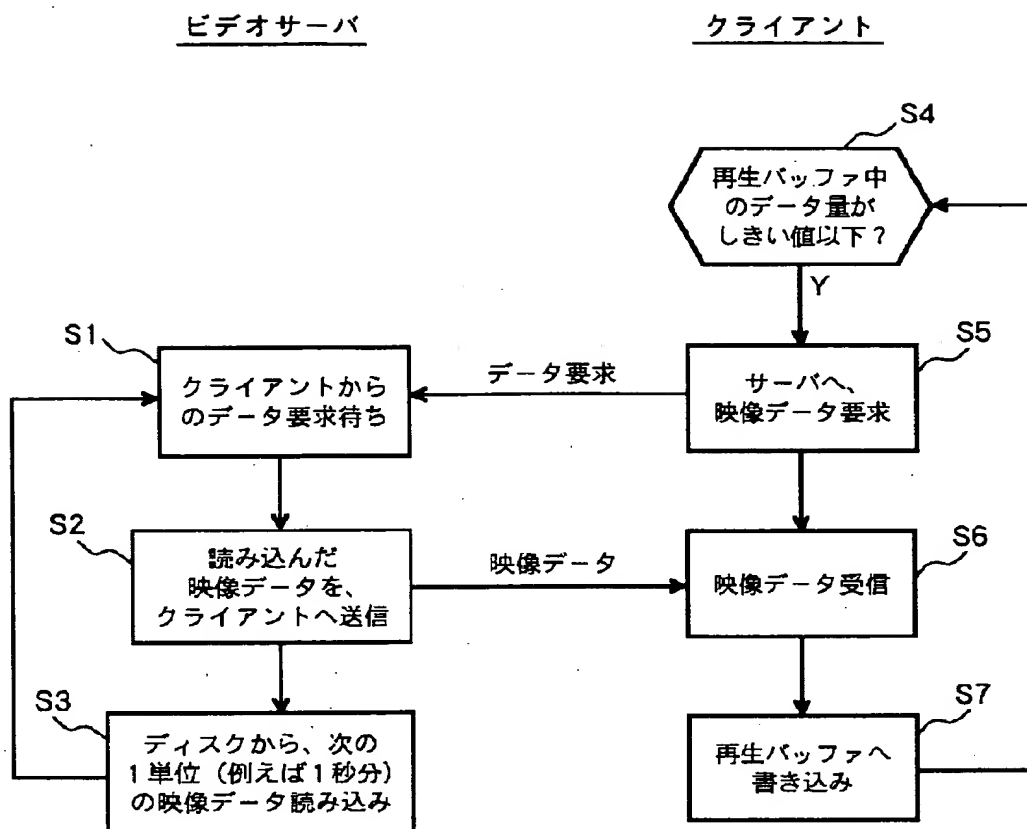 ビデオサーバ
クライアント
S4
再生バッファ中
のデータ量が
しきい値以下?
Y
S1
クライアントから
のデータ要求待ち
データ要求
S5
サーバへ、
映像データ要求
S2
読み込んだ
映像データを、
クライアントへ送信
映像データ
S6
映像データ受信
S3
ディスクから、次の
1単位(例えば1秒分)
の映像データ読み込み
S7
再生バッファへ
書き込み